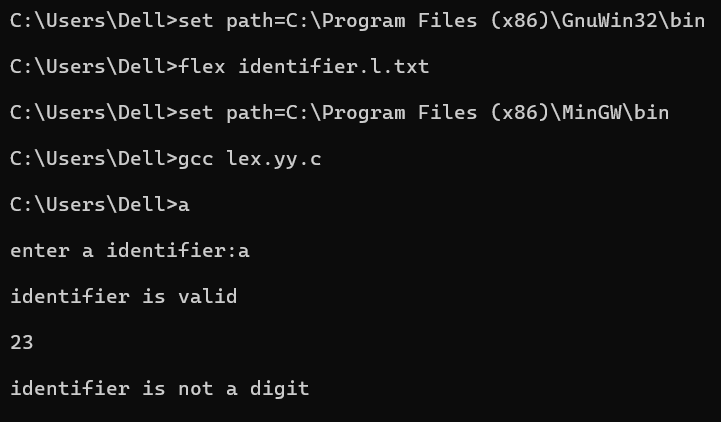 C:\Users\Dell>set path=C:\Program Files (x86)\GnuWin32\bin
C:\Users\Dell>flex identifier.l.txt
C:\Users\Dell>set path=C:\Program Files (x86)\MinGW\bin
C:\Users\Dell>gcc lex.yy.c
C:\Users\Dell>a
enter a identifier:a
identifier is valid
23
identifier is not a digit